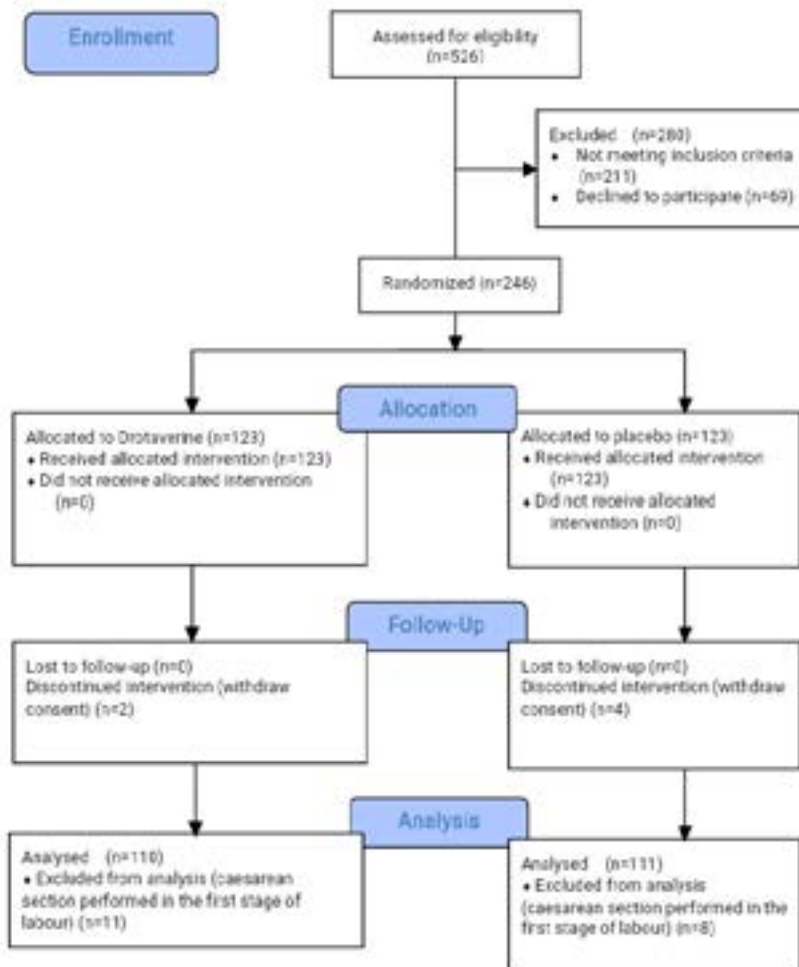 Enrollment
Assessed for eligibility
(n=526)
Excluded (n=280)
• Not meeting inclusion criteria
(n=211)
• Declined to participate (n=69)
Randomized (n=246)
Allocation
Allocated to Drotaverine (n=123)
• Received allocated intervention (n=123)
• Did not receive allocated intervention
(n=0)
Allocated to placebo (n=123)
• Received allocated intervention
(n=123)
• Did not receive allocated
intervention (n=0)
Follow-Up
Lost to follow-up (n=0)
Discontinued intervention (withdraw
consent) (n=2)
Lost to follow-up (n=0)
Discontinued intervention (withdraw
consent) (n=4)
Analysis
Analysed (n=110)
• Excluded from analysis (caesarean
section performed in the first stage of
labour) (n=11)
Analysed (n=111)
• Excluded from analysis
(caesarean section performed in the
first stage of labour) (n=8)